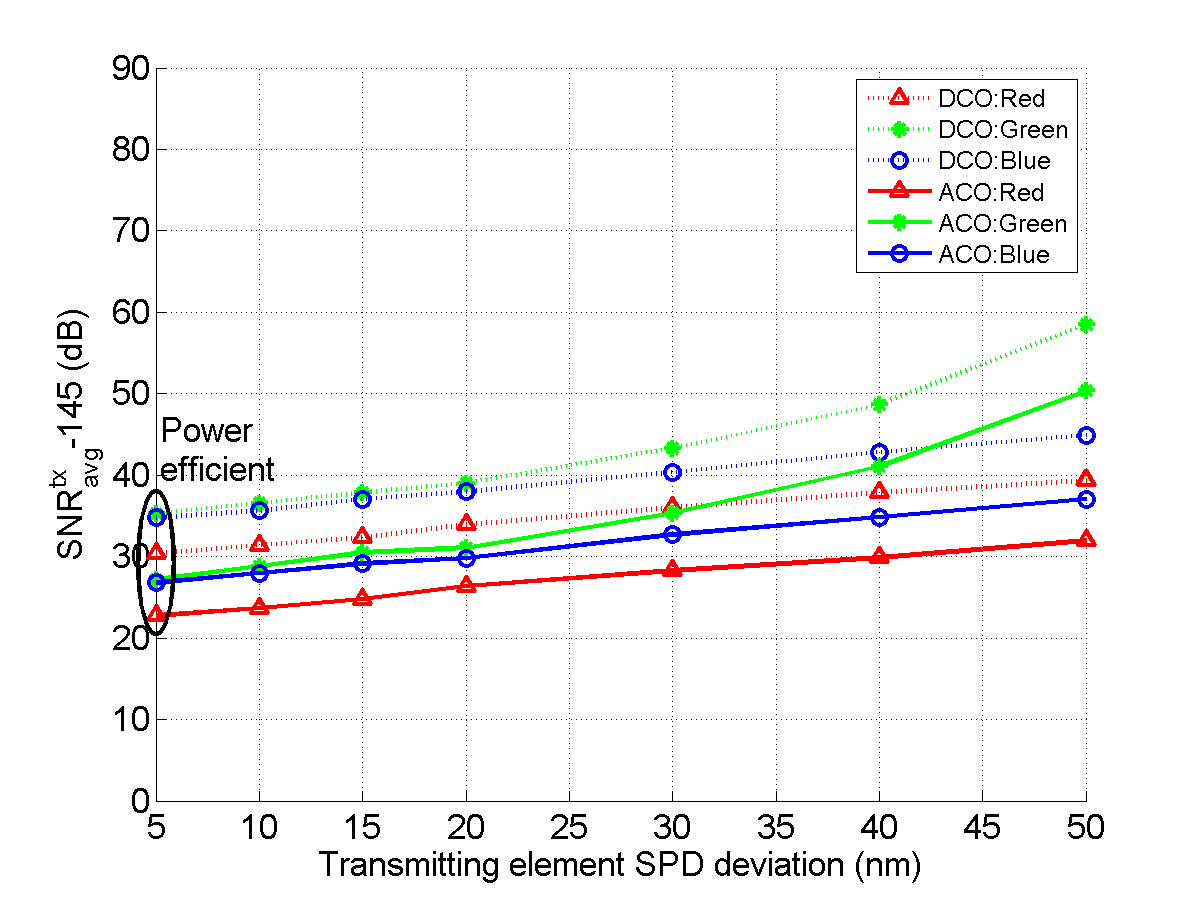 90
80
70
60
50
40
30
20
10
0
5 10 15 20 25 30 35 40 45 50
SNR^tx_avg-145 (dB)
Transmitting element SPD deviation (nm)
Power
efficient
DCO:Red
DCO:Green
DCO:Blue
ACO:Red
ACO:Green
ACO:Blue